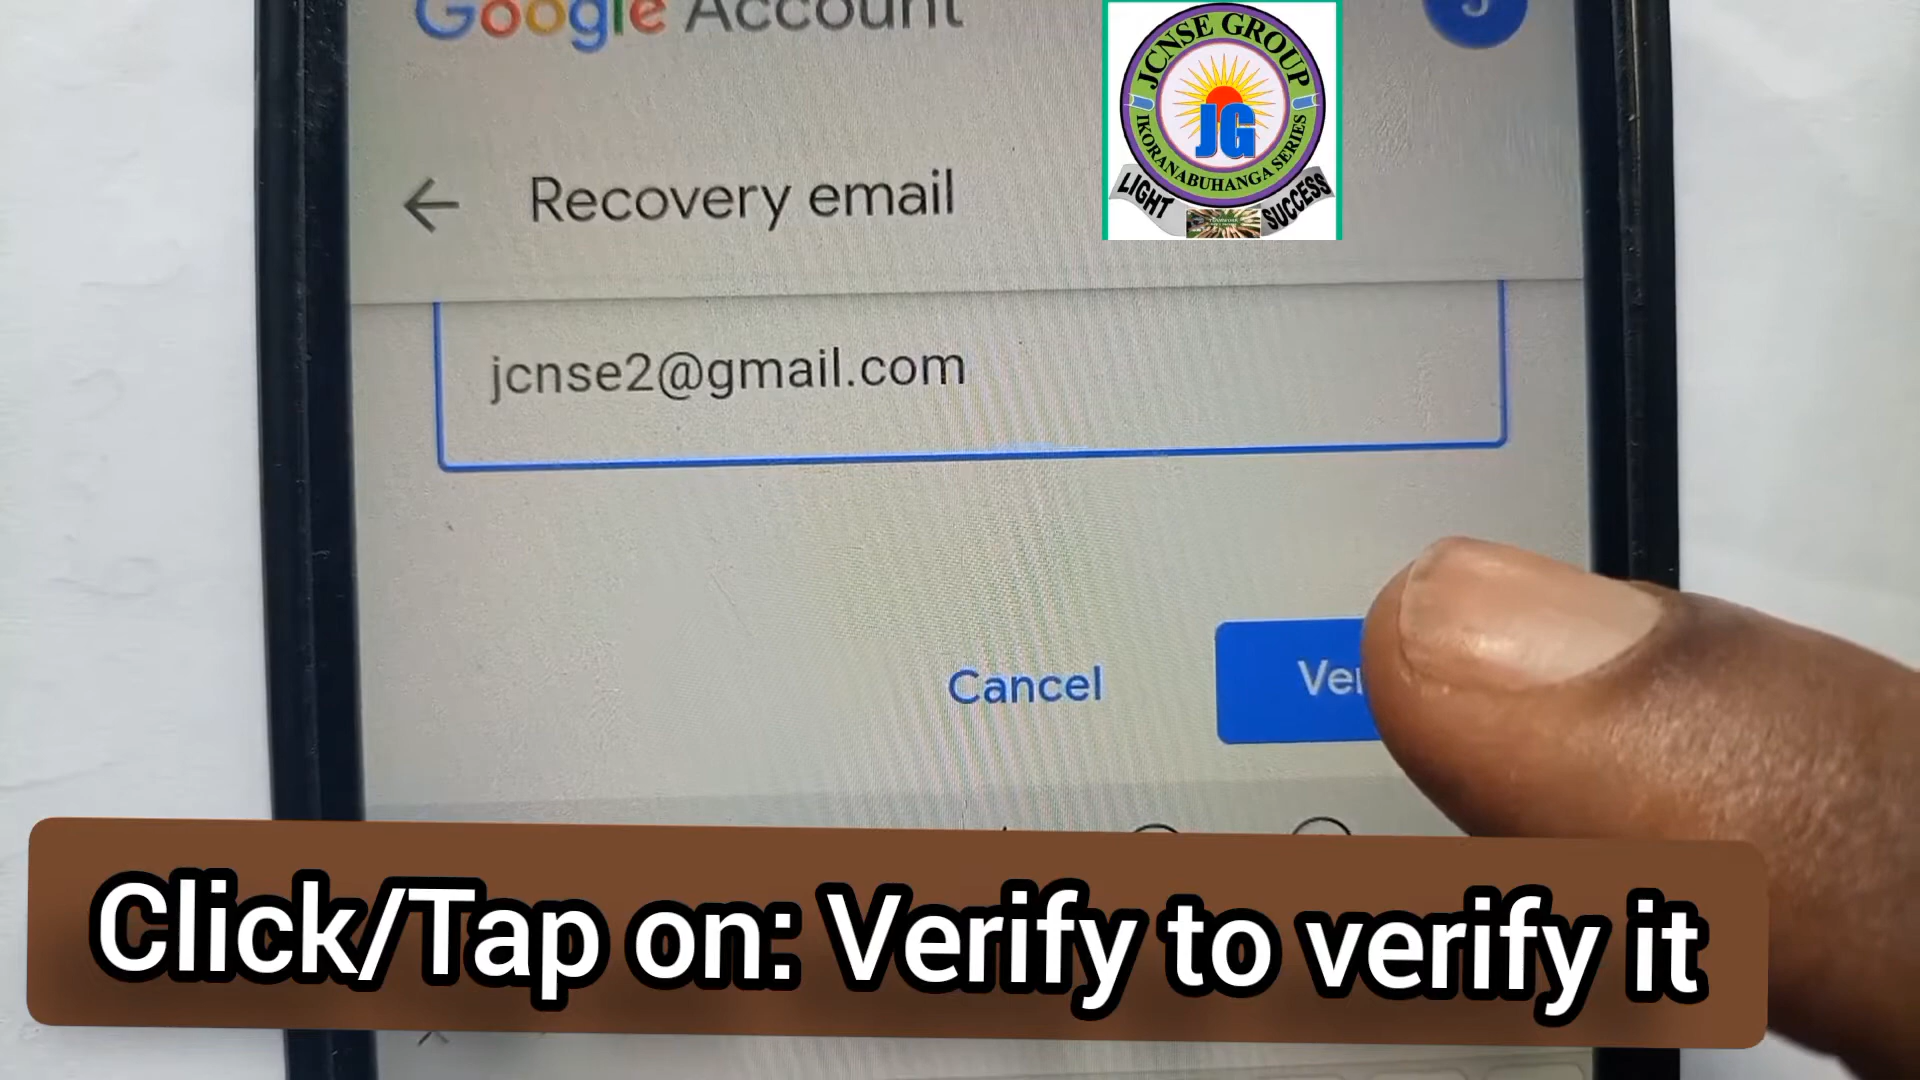 Google Account
J
JCNSE GROUP
JG
IKORANABUHANGA SERIES
LIGHT
SUCCESS
Recovery email
jcnse2@gmail.com
Cancel
Ver
Click/Tap on: Verify to verify it